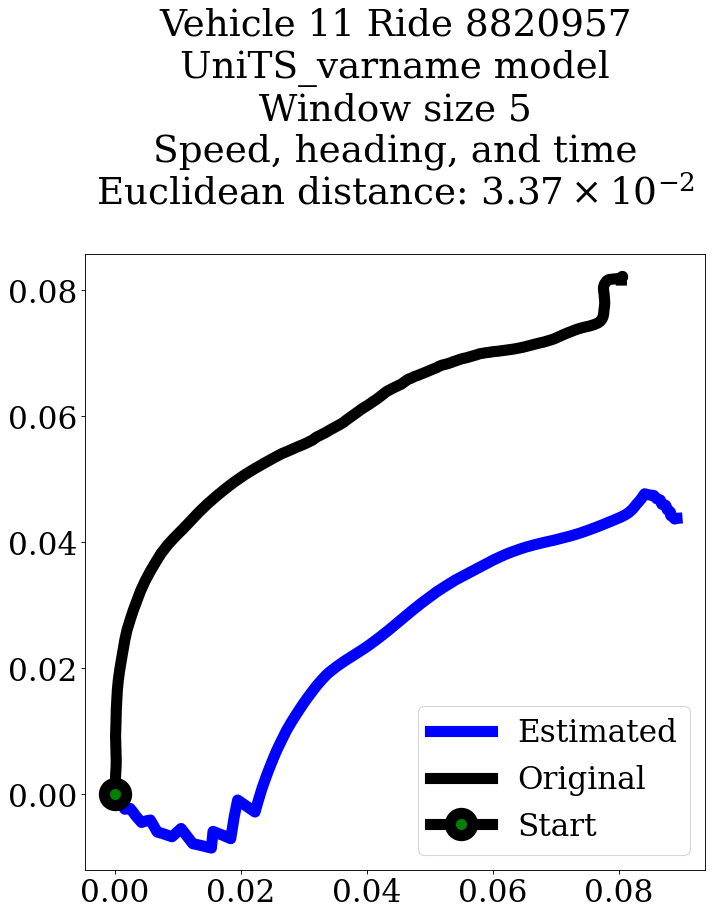 Vehicle 11 Ride 8820957
UniTS_varname model
Window size 5
Speed, heading, and time
Euclidean distance: 3.37 × 10⁻²
0.08
0.06
0.04
0.02
0.00
Estimated
Original
Start
0.00 0.02 0.04 0.06 0.08